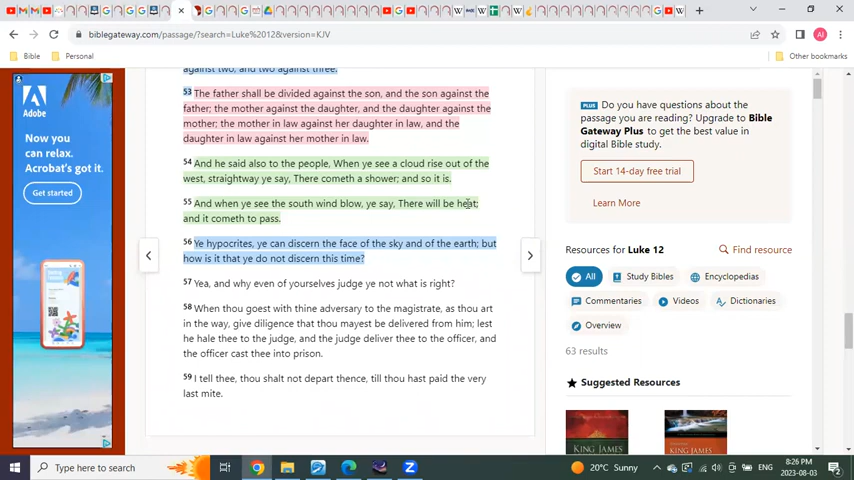 biblegateway.com/passage/?search=Luke%2012&version=KJV
Bible
Personal
Other bookmarks
Adobe
Now you
can relax.
Acrobat's got it.
Get started
against two, and two against three.
53 The father shall be divided against the son, and the son against the
father; the mother against the daughter, and the daughter against the
mother; the mother in law against her daughter in law, and the
daughter in law against her mother in law.
54 And he said also to the people, When ye see a cloud rise out of the
west, straightway ye say, There cometh a shower; and so it is.
55 And when ye see the south wind blow, ye say, There will be heat;
and it cometh to pass.
56 Ye hypocrites, ye can discern the face of the sky and of the earth; but
how is it that ye do not discern this time?
57 Yea, and why even of yourselves judge ye not what is right?
58 When thou goest with thine adversary to the magistrate, as thou art
in the way, give diligence that thou mayest be delivered from him; lest
he hale thee to the judge, and the judge deliver thee to the officer, and
the officer cast thee into prison.
59 I tell thee, thou shalt not depart thence, till thou hast paid the very
last mite.
PLUS Do you have questions about the
passage you are reading? Upgrade to Bible
Gateway Plus to get the best value in
digital Bible study.
Start 14-day free trial
Learn More
Resources for Luke 12
Find resource
All
Study Bibles
Encyclopedias
Commentaries
Videos
Dictionaries
Overview
63 results
Suggested Resources
KING JAMES
KING JAMES
Type here to search
20°C Sunny
ENG
8:26 PM
2023-08-03